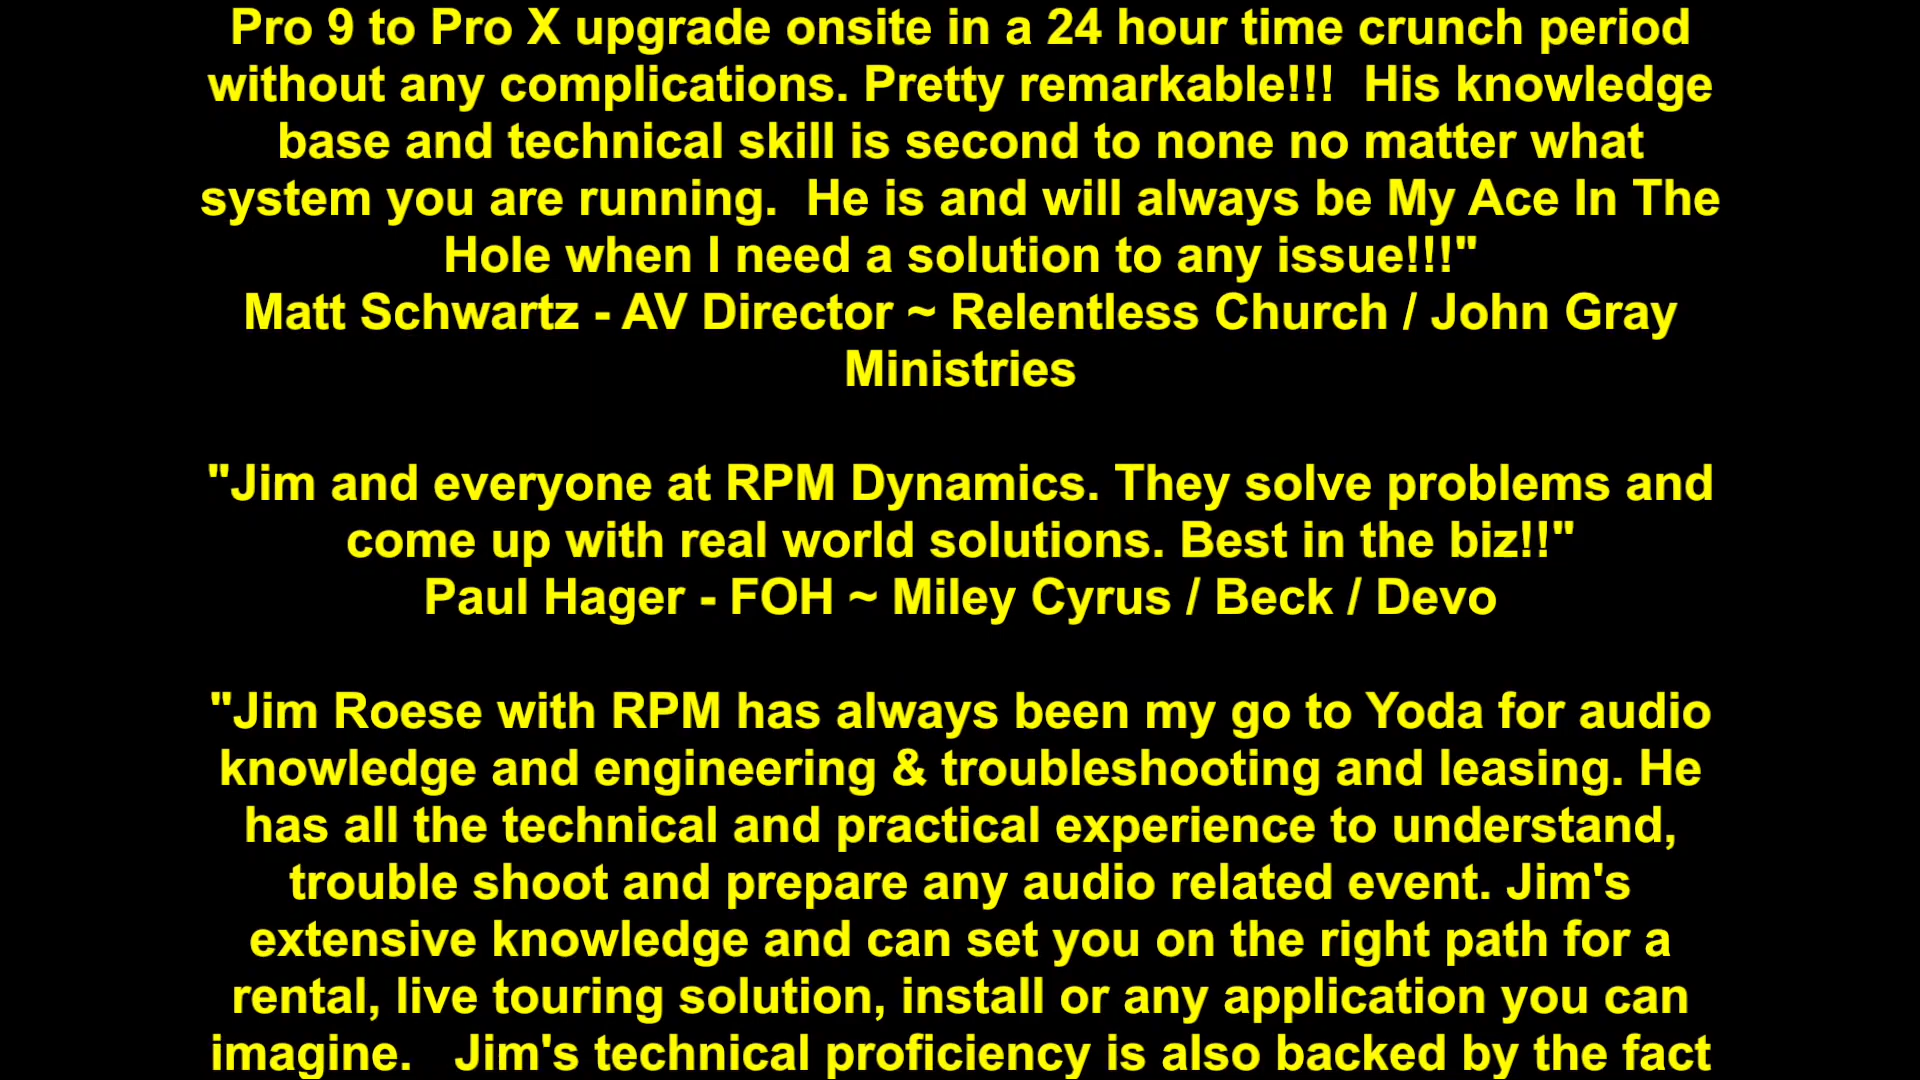 Pro 9 to Pro X upgrade onsite in a 24 hour time crunch period
without any complications. Pretty remarkable!!!  His knowledge
base and technical skill is second to none no matter what
system you are running.  He is and will always be My Ace In The
Hole when I need a solution to any issue!!!"
Matt Schwartz - AV Director ~ Relentless Church / John Gray
Ministries
"Jim and everyone at RPM Dynamics. They solve problems and
come up with real world solutions. Best in the biz!!"
Paul Hager - FOH ~ Miley Cyrus / Beck / Devo
"Jim Roese with RPM has always been my go to Yoda for audio
knowledge and engineering & troubleshooting and leasing. He
has all the technical and practical experience to understand,
trouble shoot and prepare any audio related event. Jim's
extensive knowledge and can set you on the right path for a
rental, live touring solution, install or any application you can
imagine.   Jim's technical proficiency is also backed by the fact